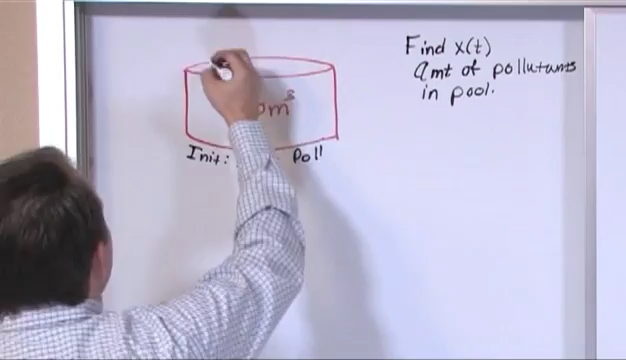 Find x(t)
amt of pollutants
in pool.
m³
Init: Poll